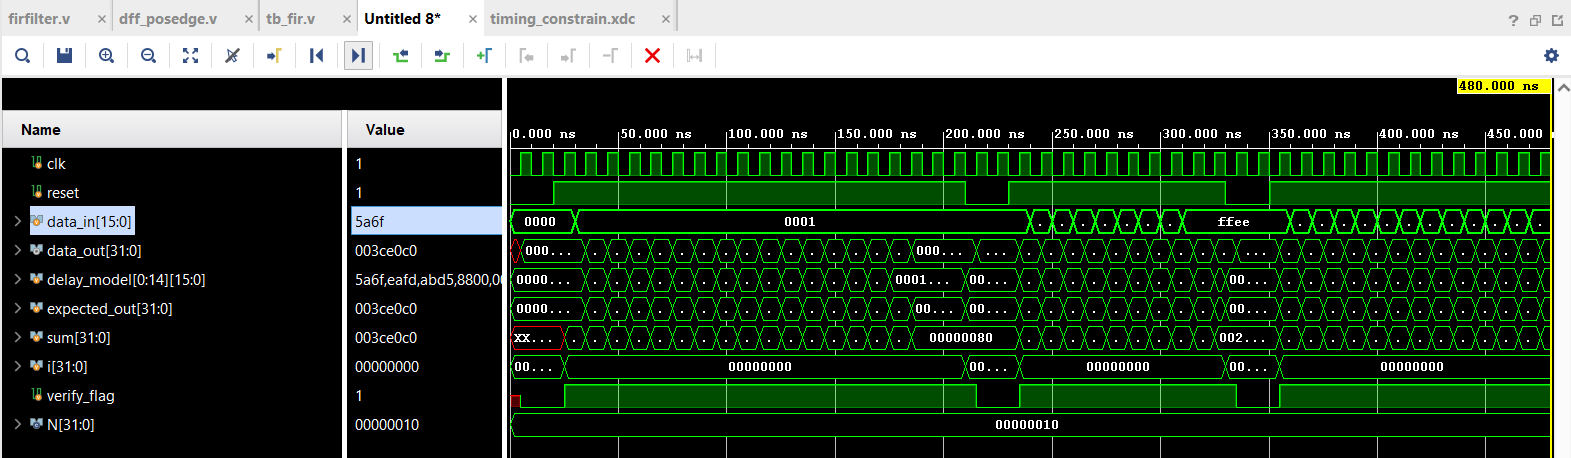 firfilter.v × dff_posedge.v × tb_fir.v × Untitled 8* × timing_constrain.xdc ×
480.000 ns
Name Value
0.000 ns 50.000 ns 100.000 ns 150.000 ns 200.000 ns 250.000 ns 300.000 ns 350.000 ns 400.000 ns 450.000
clk 1
reset 1
data_in[15:0] 5a6f 0000 0001 . . . . . . . ffee . . . . . . . . . . . .
data_out[31:0] 003ce0c0 000... . . . . . . . . . . . . . . . 000... ... . . . . . . . . . . . ... . . . . . . . . . . . . .
delay_model[0:14][15:0] 5a6f,eafd,abd5,8800,0 0000... . . . . . . . . . . . . . . 0001... 00... . . . . . . . . . . . 00... . . . . . . . . . . . . .
expected_out[31:0] 003ce0c0 0000... . . . . . . . . . . . . . . . 00... 00... . . . . . . . . . . . 00... . . . . . . . . . . . . .
sum[31:0] 003ce0c0 XX... . . . . . . . . . . . . . . . . 00000080 . . . . . . . . . 002... . . . . . . . . . . . . .
i[31:0] 00000000 00... 00000000 00... 00000000 00... 00000000
verify_flag 1
N[31:0] 00000010 00000010